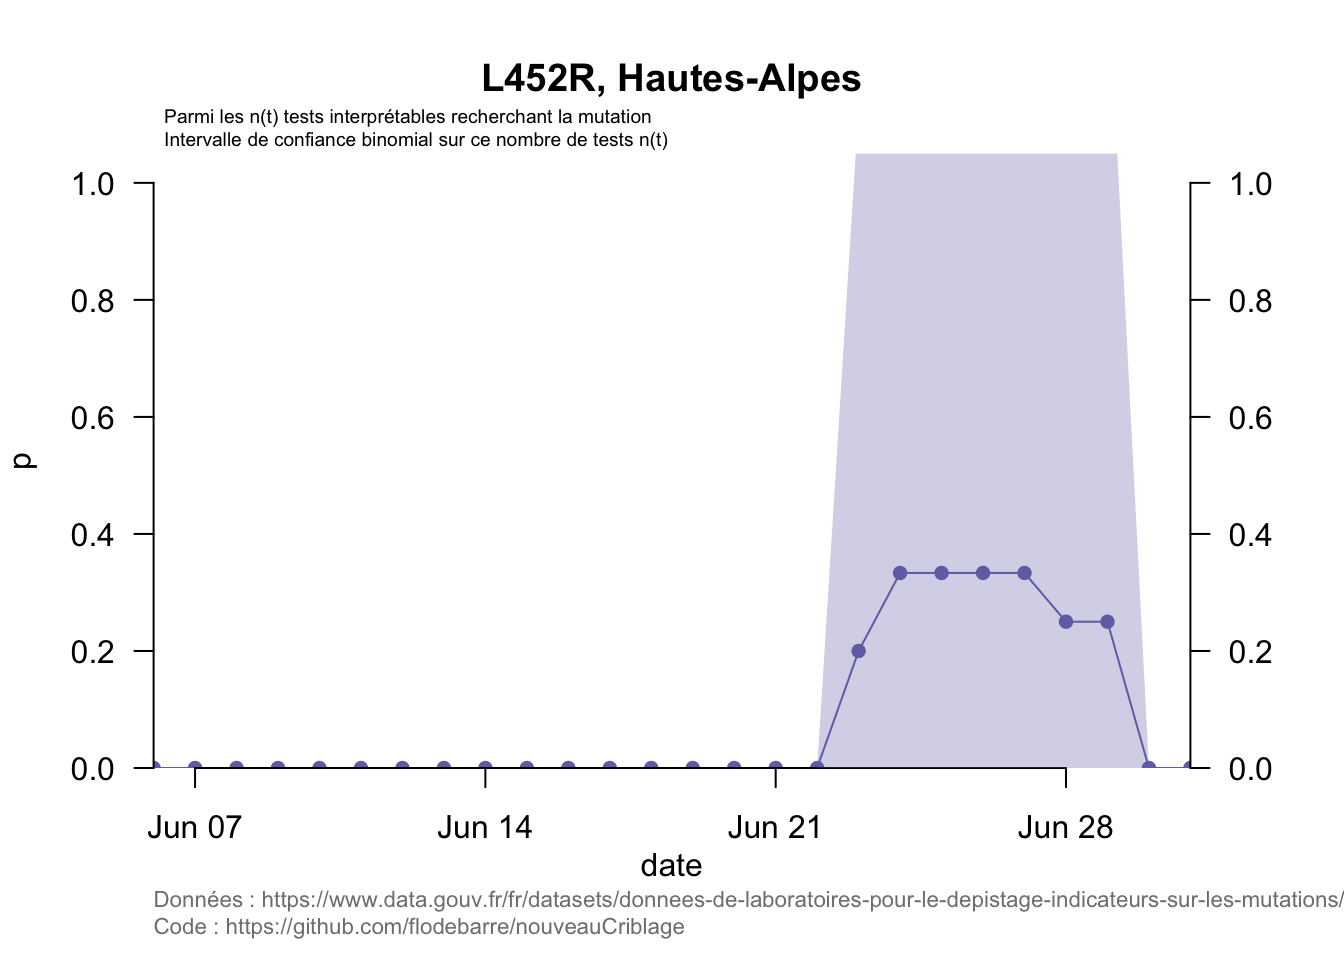 L452R, Hautes-Alpes
Parmi les n(t) tests interprétables recherchant la mutation
Intervalle de confiance binomial sur ce nombre de tests n(t)
1.0
0.8
0.6
0.4
0.2
0.0
p
1.0
0.8
0.6
0.4
0.2
0.0
Jun 07 Jun 14 Jun 21 Jun 28
date
Données : https://www.data.gouv.fr/fr/datasets/donnees-de-laboratoires-pour-le-depistage-indicateurs-sur-les-mutations/
Code : https://github.com/flodebarre/nouveauCriblage